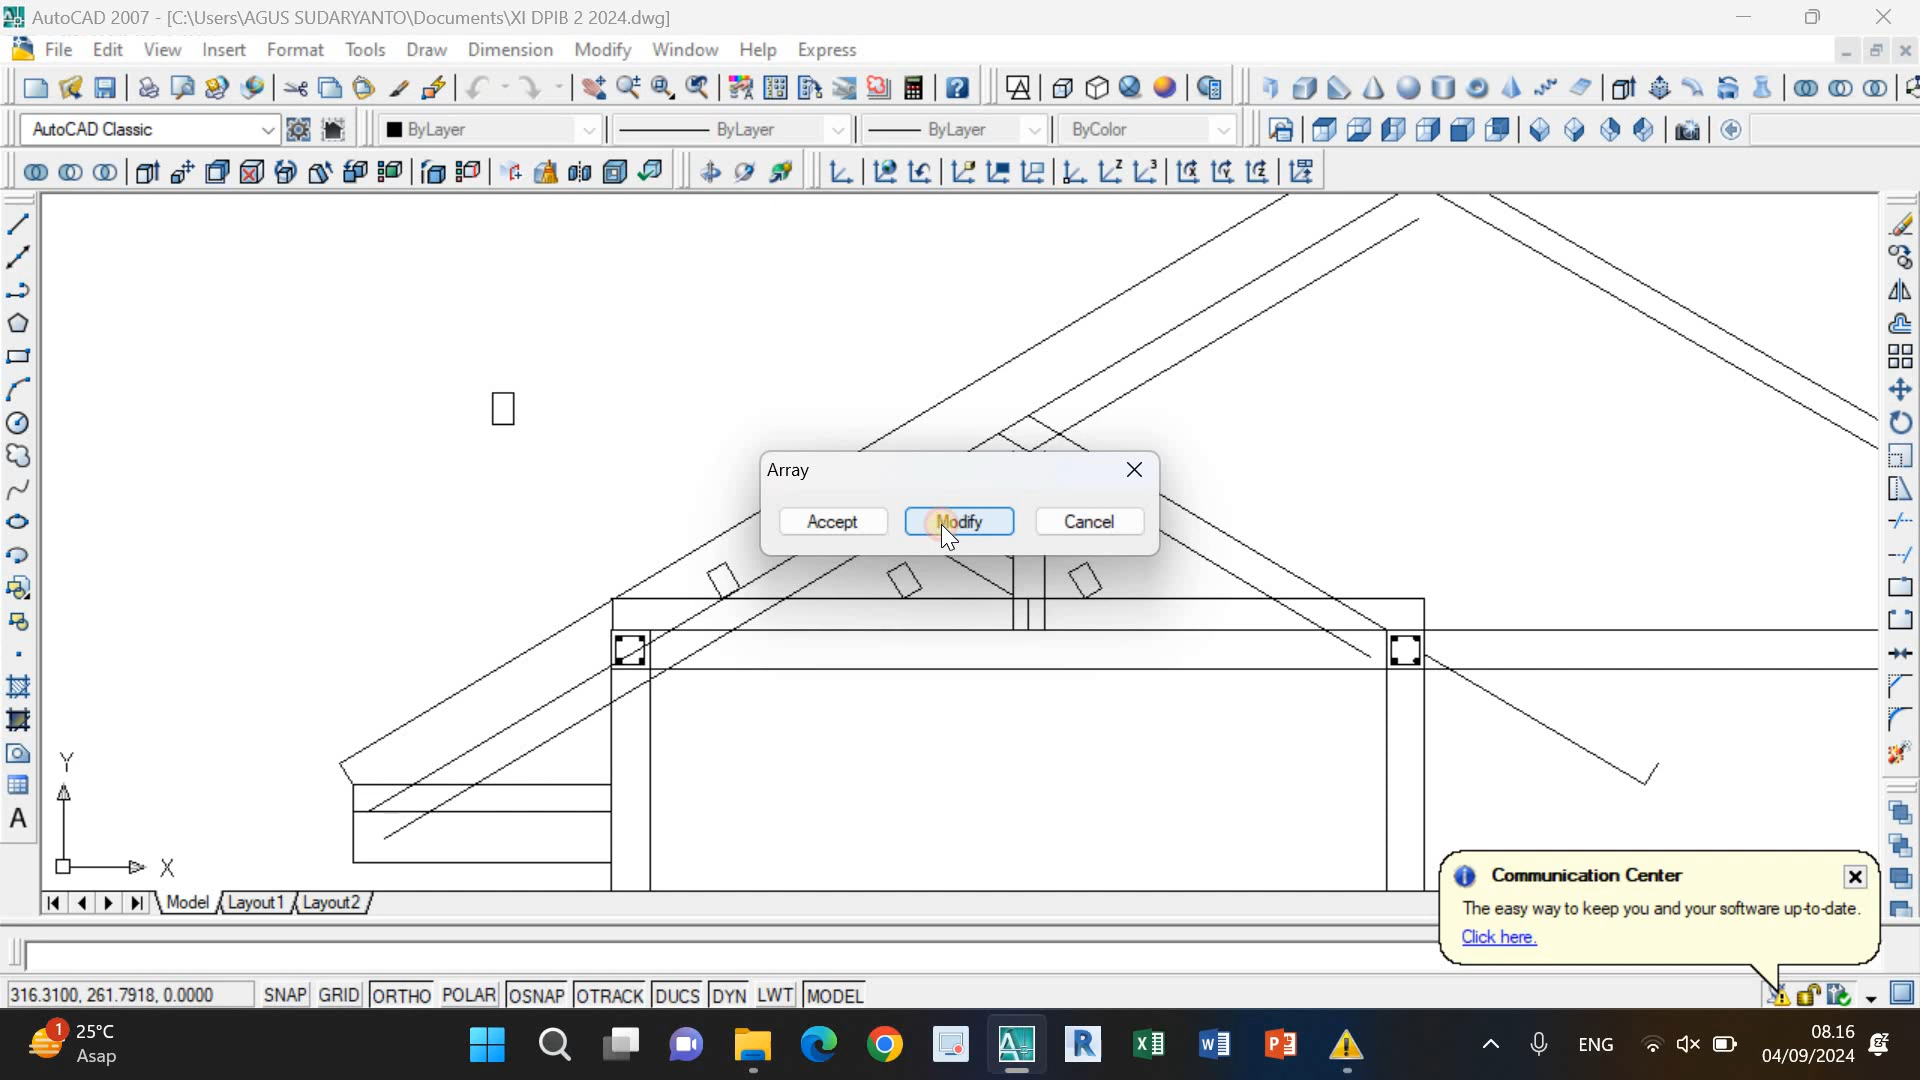 AutoCAD 2007 - [C:\Users\AGUS SUDARYANTO\Documents\XI DPIB 2 2024.dwg]
File Edit View Insert Format Tools Draw Dimension Modify Window Help Express
AutoCAD Classic ByLayer ByLayer ByLayer ByColor
Array
Accept Modify Cancel
Y
X
Model Layout1 Layout2
Communication Center
The easy way to keep you and your software up-to-date.
Click here.
316.3100, 261.7918, 0.0000 SNAP GRID ORTHO POLAR OSNAP OTRACK DUCS DYN LWT MODEL
1 25°C
Asap
ENG
08.16
04/09/2024